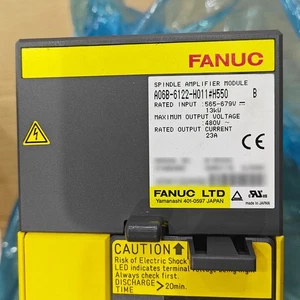 FANUC
SPINDLE AMPLIFIER MODULE
A06B-6122-H011#H550 B
RATED INPUT :565-679V
13kW
MAXIMUM OUTPUT VOLTAGE
:480V ~
RATED OUTPUT CURRENT
23A
FANUC LTD
Yamanashi 401-0597 JAPAN
CAUTION
Risk of Electric Shock
LED indicates terminal
voltage
Always check first.
DISCHARGE
TIME >20min.